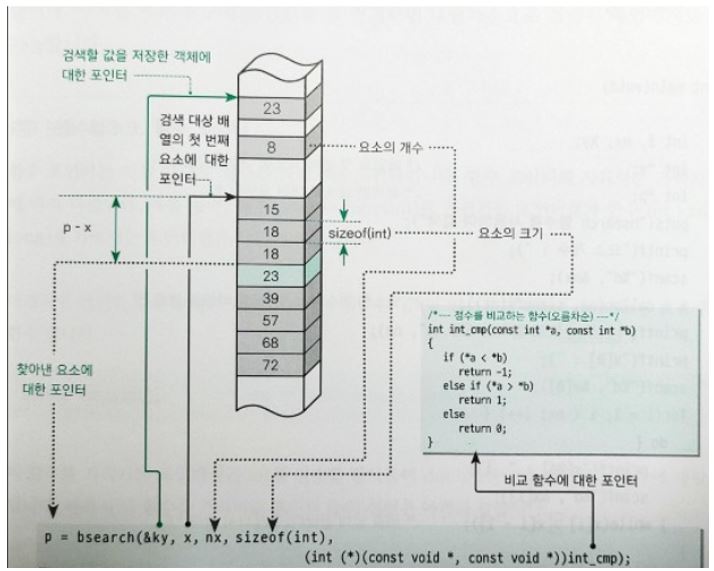 검색할 값을 저장한 객체에
대한 포인터
23
검색 대상 배
열의 첫 번째
요소에 대한
포인터
8
요소의 개수
p - x
15
18
18
23
39
57
68
72
sizeof(int)
요소의 크기
찾아낸 요소에
대한 포인터
/*--- 정수를 비교하는 함수(오름차순) ---*/
int int_cmp(const int *a, const int *b)
{
if (*a < *b)
return -1;
else if (*a > *b)
return 1;
else
return 0;
}
비교 함수에 대한 포인터
p = bsearch(&ky, x, nx, sizeof(int),
(int (*)(const void *, const void *))int_cmp);